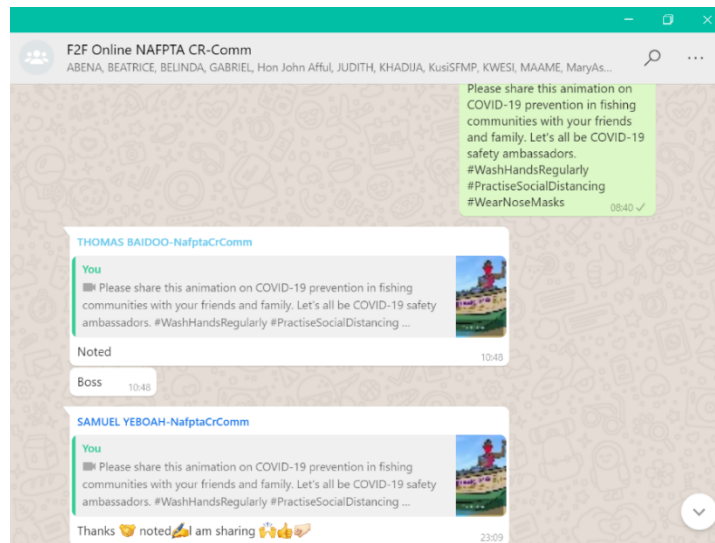 F2F Online NAFPTA CR-Comm
ABENA, BEATRICE, BELINDA, GABRIEL, Hon John Afful, JUDITH, KHADIJA, KusiSFMP, KWESI, MAAME, MaryAs...
Please share this animation on
COVID-19 prevention in fishing
communities with your friends
and family. Let's all be COVID-19
safety ambassadors.
#WashHandsRegularly
#PractiseSocialDistancing
#WearNoseMasks
08:40
THOMAS BAIDOO-NafptaCrComm
You
Please share this animation on COVID-19 prevention in fishing
communities with your friends and family. Let's all be COVID-19 safety
ambassadors. #WashHandsRegularly #PractiseSocialDistancing ...
Noted
10:48
Boss 10:48
SAMUEL YEBOAH-NafptaCrComm
You
Please share this animation on COVID-19 prevention in fishing
communities with your friends and family. Let's all be COVID-19 safety
ambassadors. #WashHandsRegularly #PractiseSocialDistancing ...
Thanks 🤝 noted✍I am sharing 🙌👍🤛
23:09